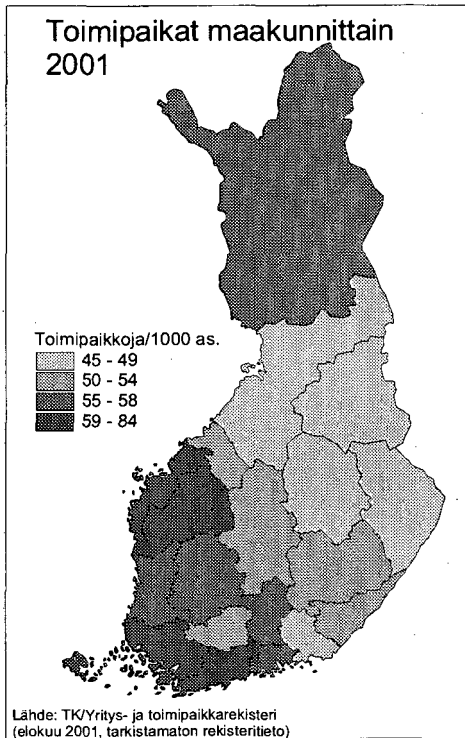 Toimipaikat maakunnittain
2001
Toimipaikkoja/1000 as.
45 - 49
50 - 54
55 - 58
59 - 84
Lähde: TK/Yritys- ja toimipaikkarekisteri
(elokuu 2001, tarkistamaton rekisteritieto)